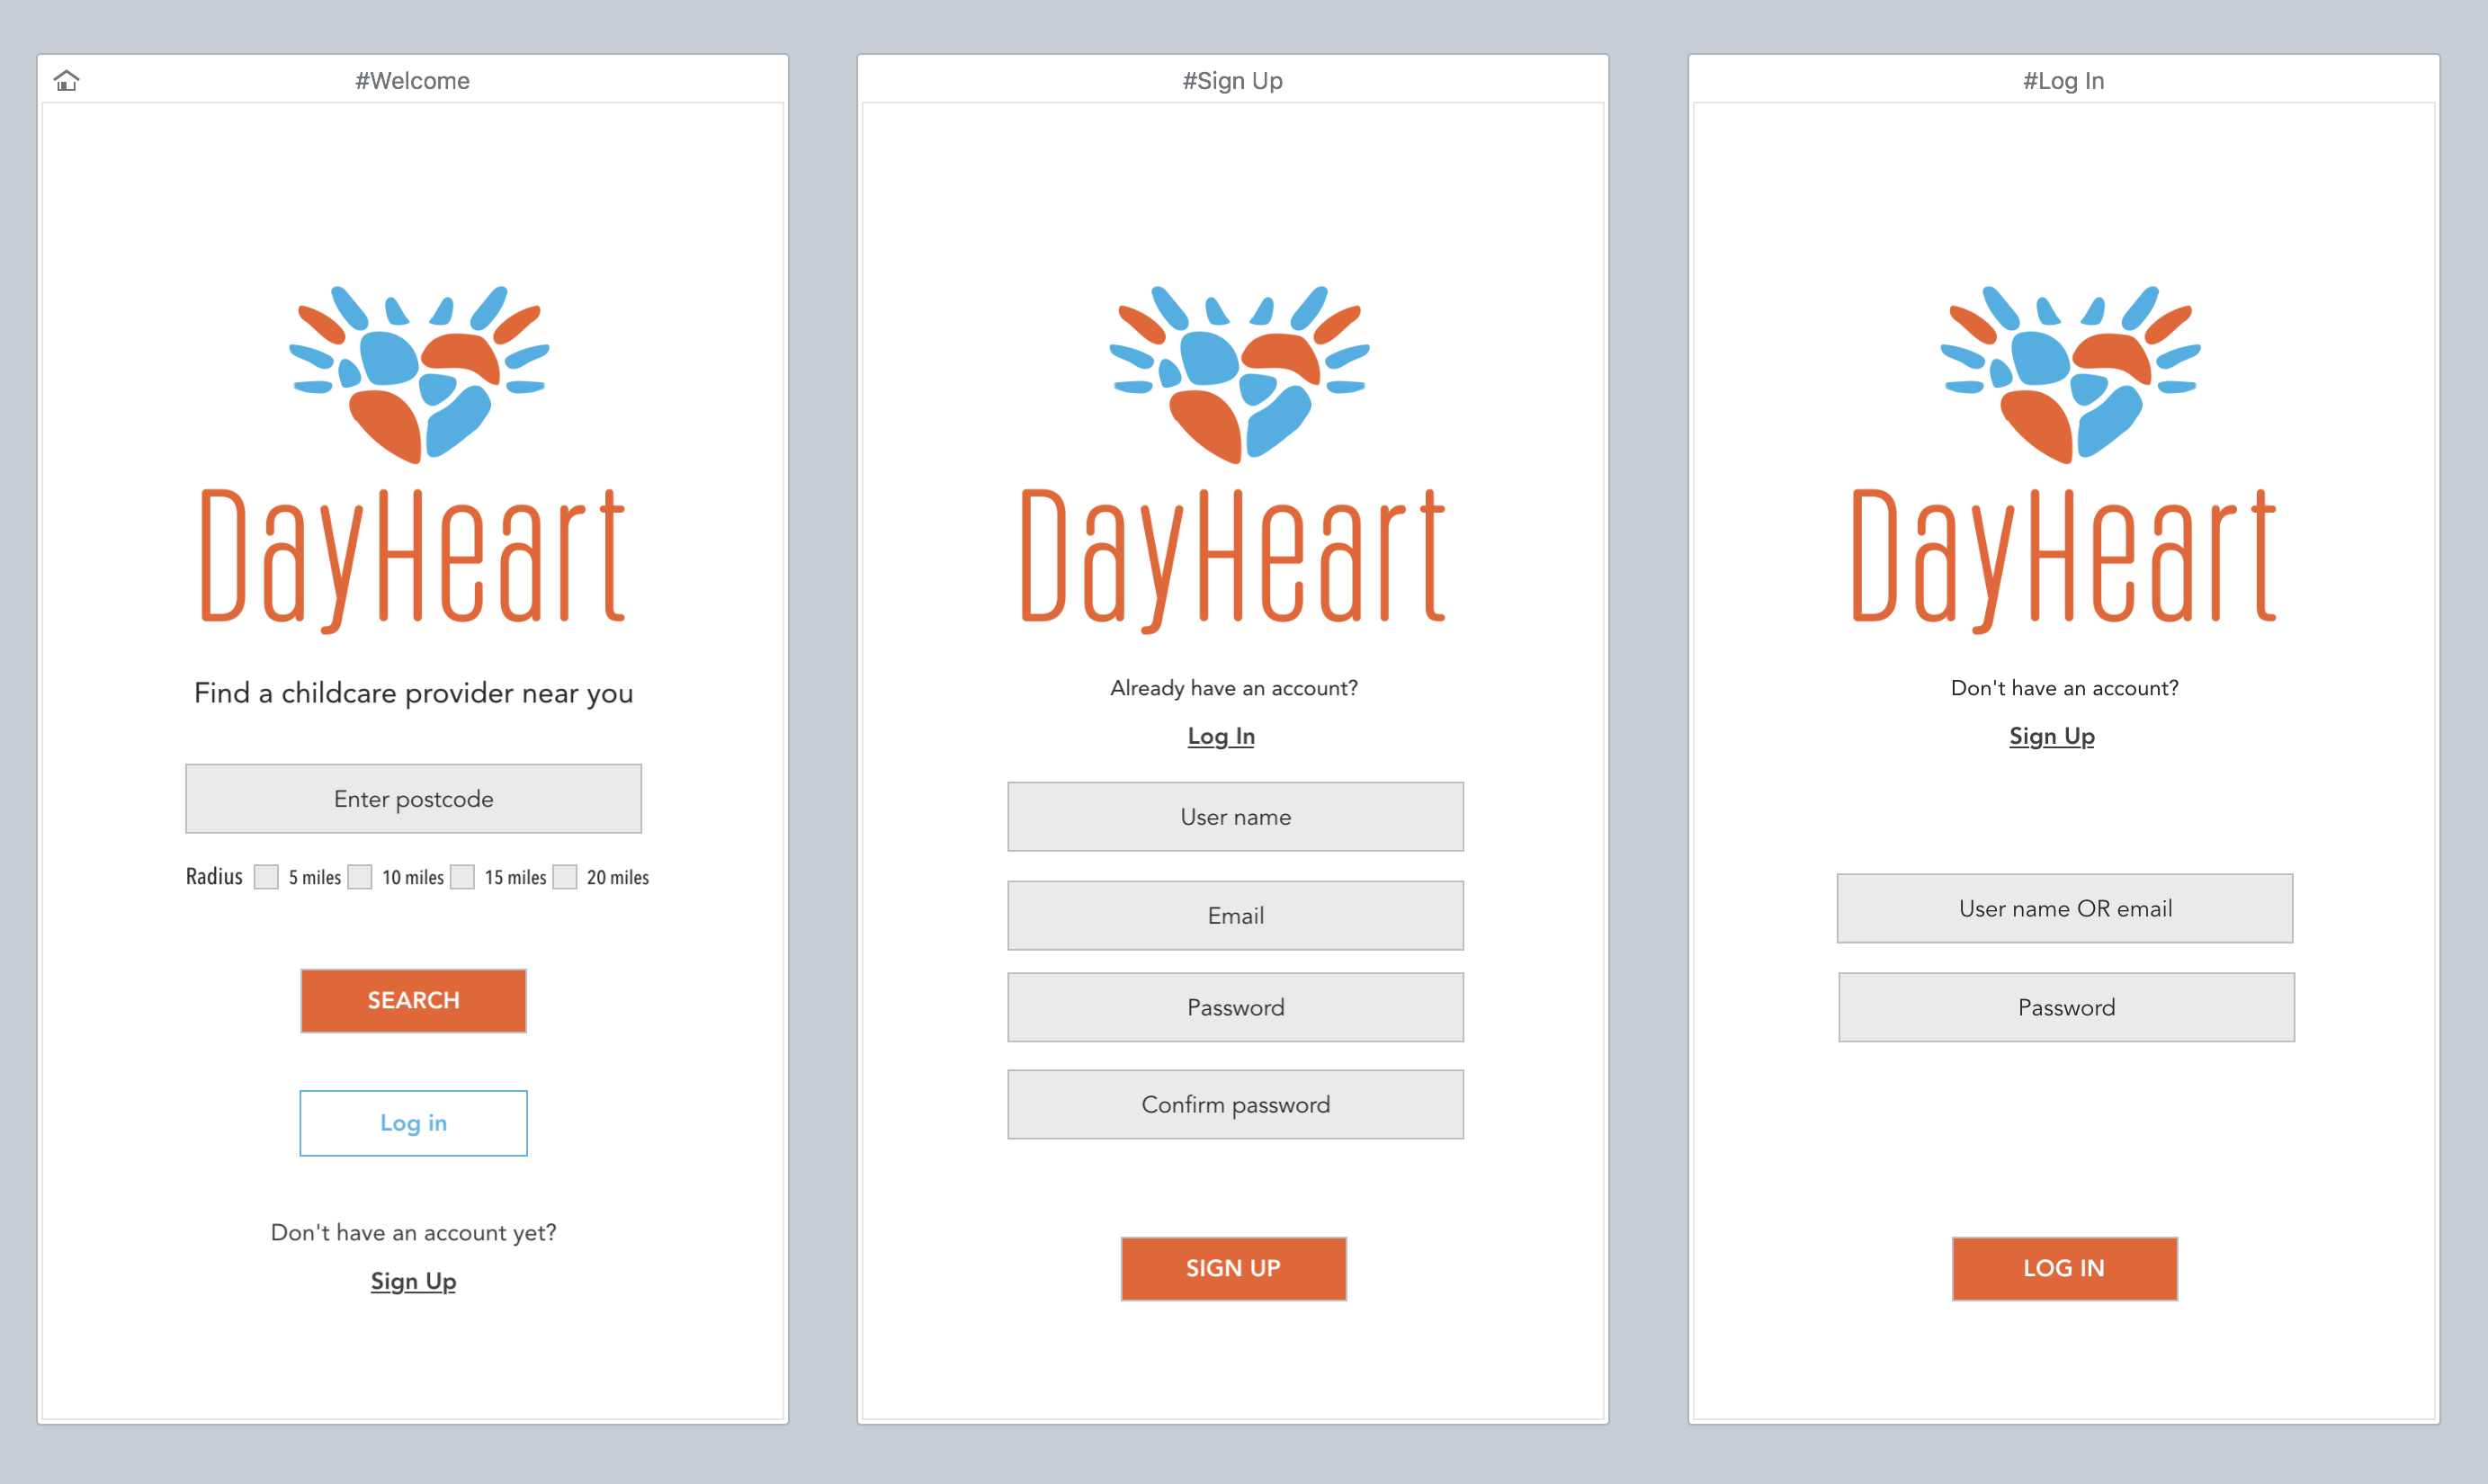 #Welcome
DayHeart
Find a childcare provider near you
Enter postcode
Radius 5 miles 10 miles 15 miles 20 miles
SEARCH
Log in
Don't have an account yet?
Sign Up
#Sign Up
DayHeart
Already have an account?
Log In
User name
Email
Password
Confirm password
SIGN UP
#Log In
DayHeart
Don't have an account?
Sign Up
User name OR email
Password
LOG IN